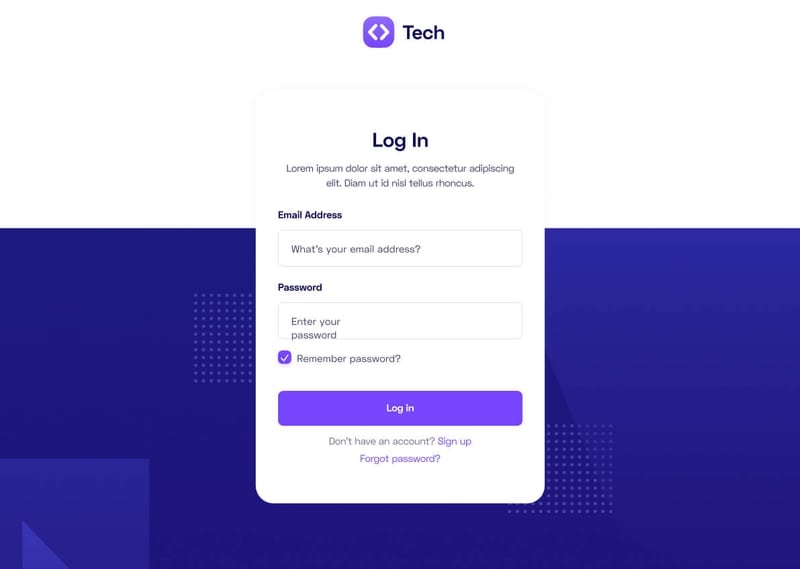 Tech
Log In
Lorem ipsum dolor sit amet, consectetur adipiscing
elit. Diam ut id nisl tellus rhoncus.
Email Address
What's your email address?
Password
Enter your
password
Remember password?
Log in
Don't have an account? Sign up
Forgot password?